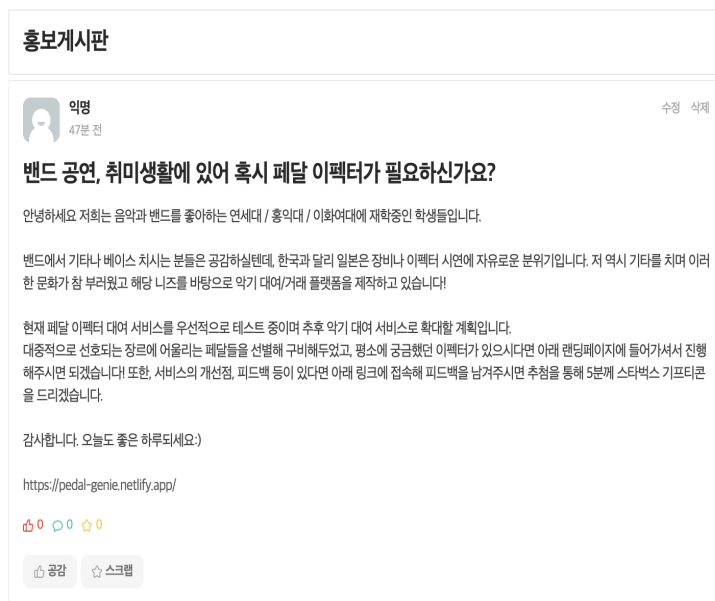 홍보게시판
익명
수정 삭제
47분 전
밴드 공연, 취미생활에 있어 혹시 페달 이펙터가 필요하신가요?
안녕하세요 저희는 음악과 밴드를 좋아하는 연세대 / 홍익대 / 이화여대에 재학중인 학생들입니다.
밴드에서 기타나 베이스 치시는 분들은 공감하실텐데, 한국과 달리 일본은 장비나 이펙터 시연에 자유로운 분위기입니다. 저 역시 기타를 치며 이러
한 문화가 참 부러웠고 해당 니즈를 바탕으로 악기 대여/거래 플랫폼을 제작하고 있습니다!
현재 페달 이펙터 대여 서비스를 우선적으로 테스트 중이며 추후 악기 대여 서비스로 확대할 계획입니다.
대중적으로 선호되는 장르에 어울리는 페달들을 선별해 구비해두었고, 평소에 궁금했던 이펙터가 있으시다면 아래 랜딩페이지에 들어가셔서 진행
해주시면 되겠습니다! 또한, 서비스의 개선점, 피드백 등이 있다면 아래 링크에 접속해 피드백을 남겨주시면 추첨을 통해 5분께 스타벅스 기프티콘
을 드리겠습니다.
감사합니다. 오늘도 좋은 하루되세요:)
https://pedal-genie.netlify.app/
0 0 0
공감 스크랩